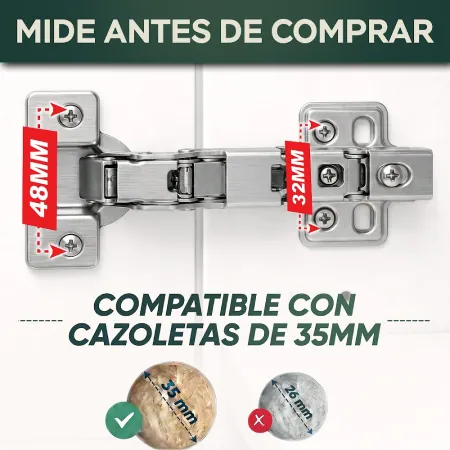 MIDE ANTES DE COMPRAR
48MM
32MM
COMPATIBLE CON
CAZOLETAS DE 35MM
35 mm
26 mm